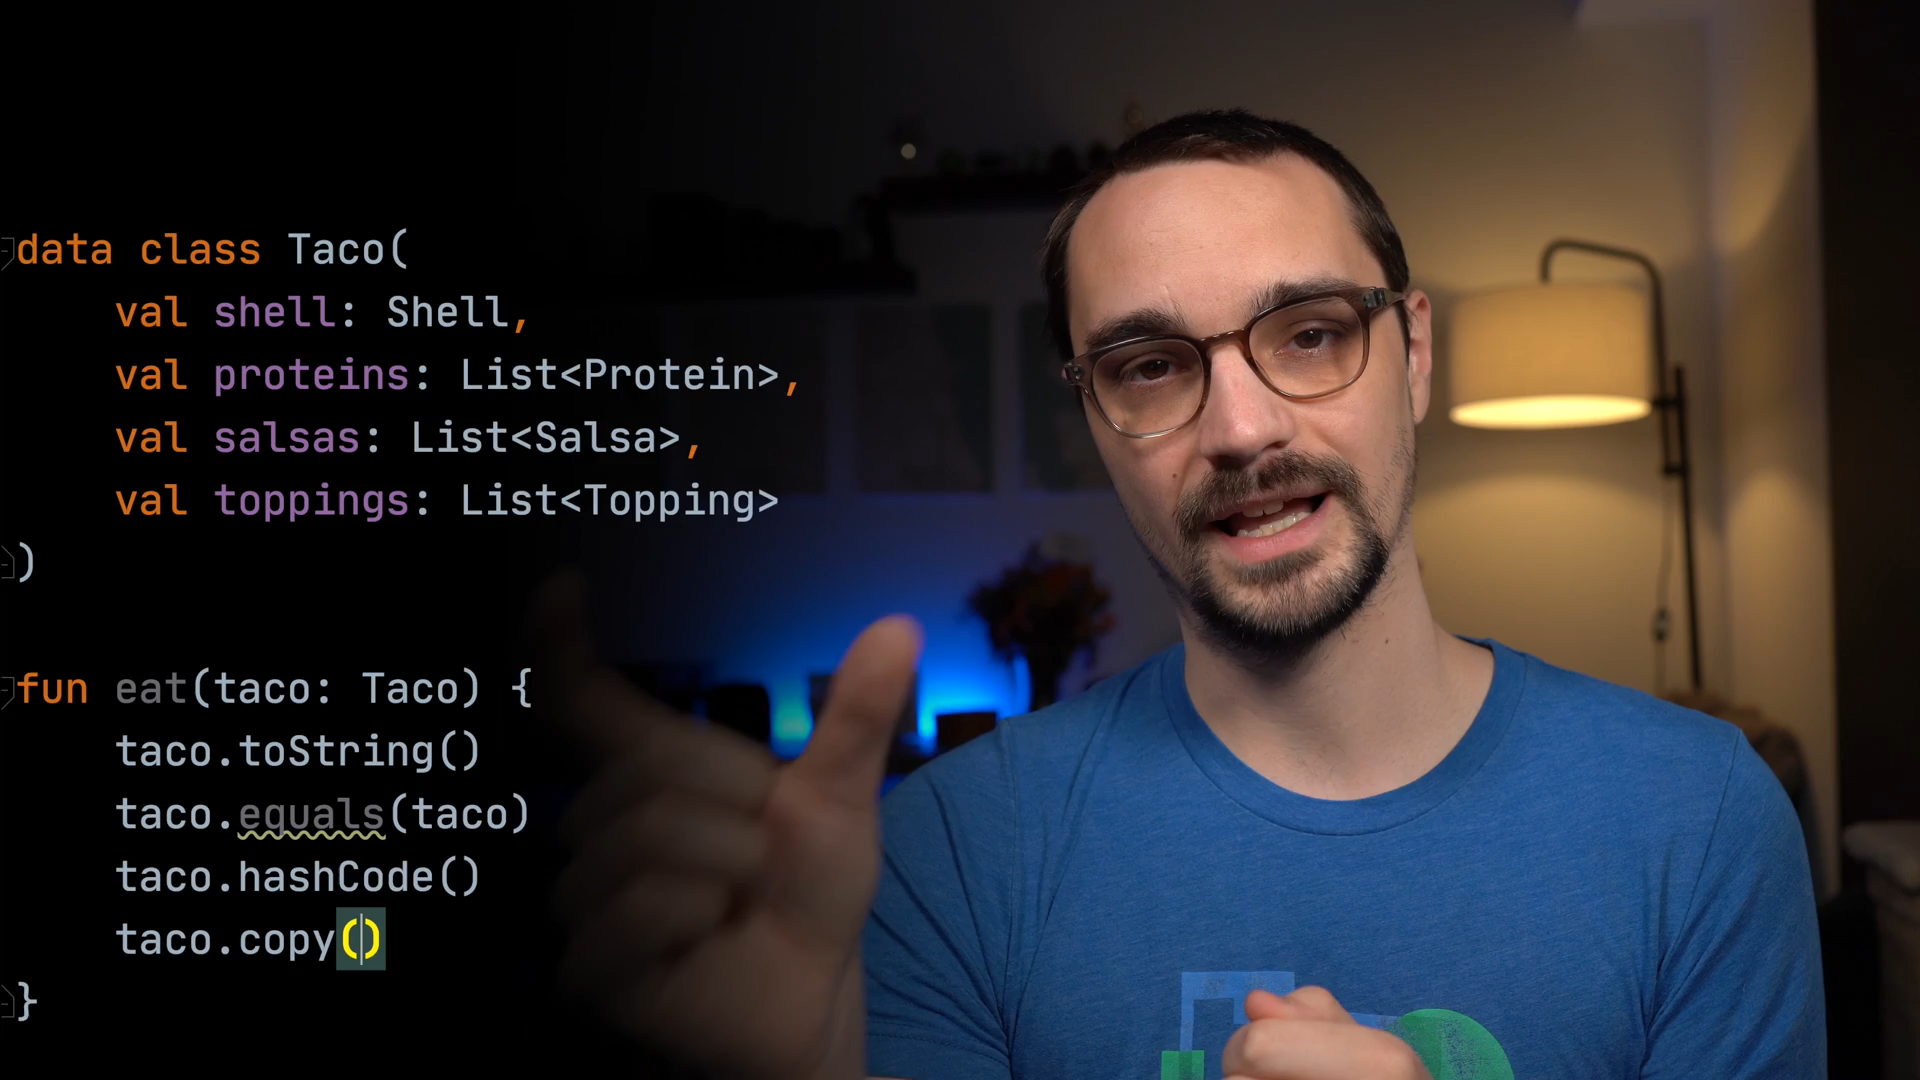 data class Taco(
val shell: Shell,
val proteins: List<Protein>,
val salsas: List<Salsa>,
val toppings: List<Topping>
)
fun eat(taco: Taco) {
taco.toString()
taco.equals(taco)
taco.hashCode()
taco.copy()
}